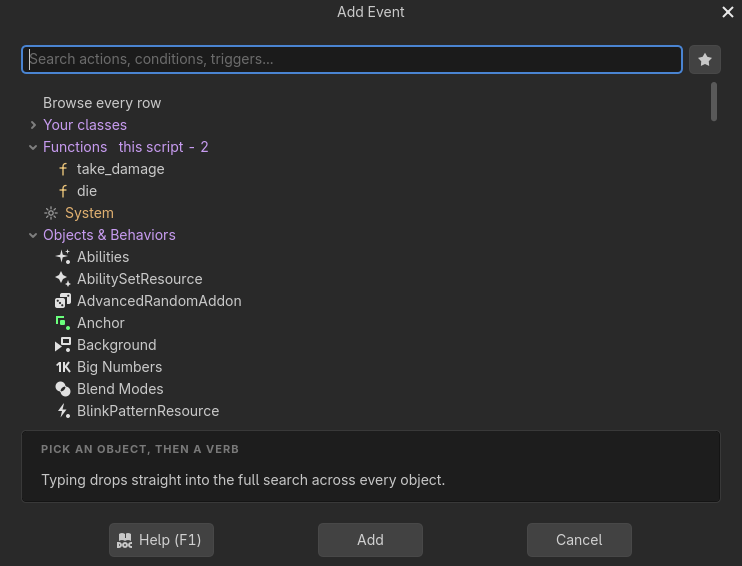 Add Event
Search actions, conditions, triggers...
Browse every row
Your classes
Functions this script - 2
take_damage
die
System
Objects & Behaviors
Abilities
AbilitySetResource
AdvancedRandomAddon
Anchor
Background
1K Big Numbers
Blend Modes
BlinkPatternResource
PICK AN OBJECT, THEN A VERB
Typing drops straight into the full search across every object.
DOC Help (F1)
Add
Cancel